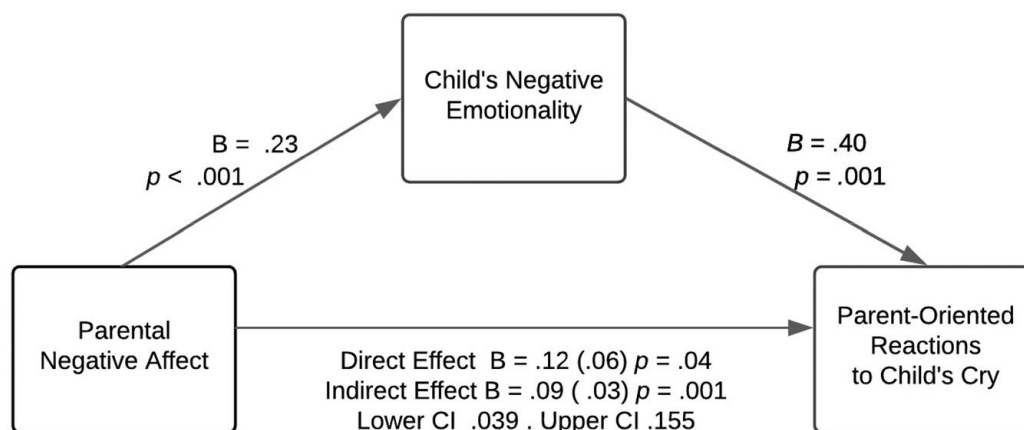 Child's Negative
Emotionality
B =  .23
p <  .001
B = .40
p = .001
Parental
Negative Affect
Parent-Oriented
Reactions
to Child's Cry
Direct Effect  B = .12 (.06) p = .04
Indirect Effect B = .09 ( .03) p = .001
Lower CI  .039 , Upper CI .155